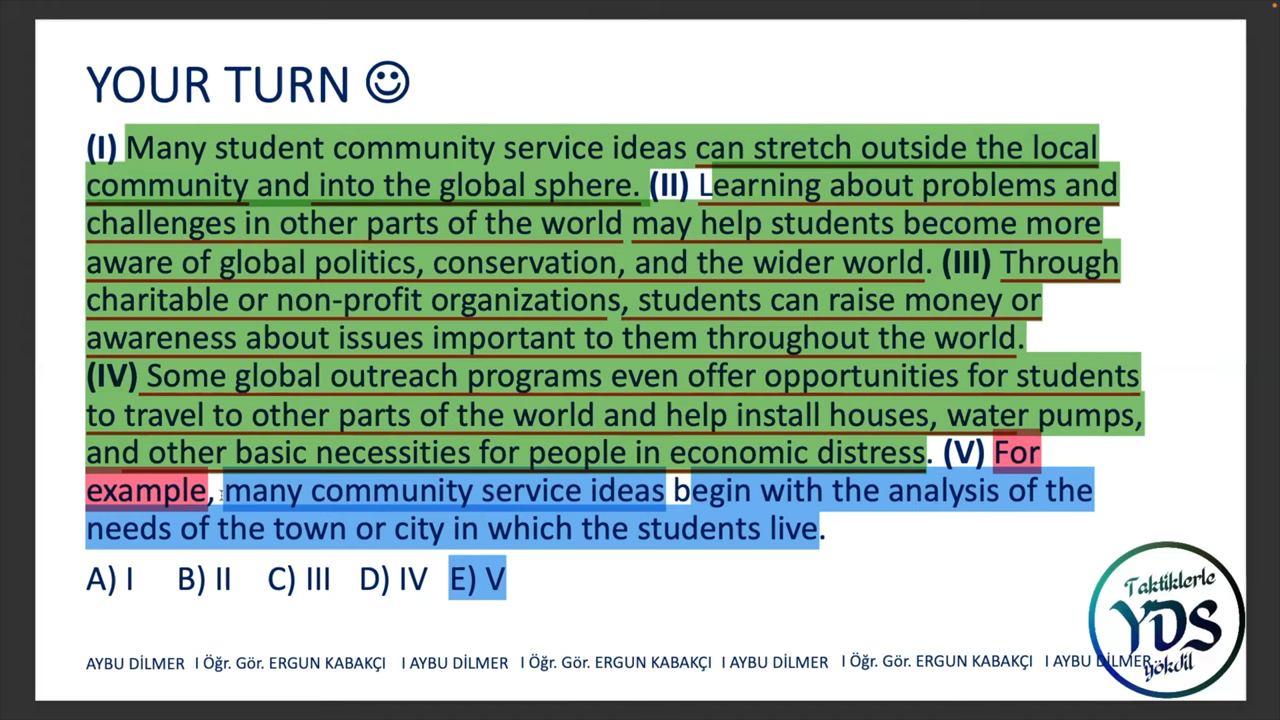 YOUR TURN
(I) Many student community service ideas can stretch outside the local
community and into the global sphere. (II) Learning about problems and
challenges in other parts of the world may help students become more
aware of global politics, conservation, and the wider world. (III) Through
charitable or non-profit organizations, students can raise money or
awareness about issues important to them throughout the world.
(IV) Some global outreach programs even offer opportunities for students
to travel to other parts of the world and help install houses, water pumps,
and other basic necessities for people in economic distress. (V) For
example, many community service ideas begin with the analysis of the
needs of the town or city in which the students live.
A) I B) II C) III D) IV E) V
AYBU DİLMER I Öğr. Gör. ERGUN KABAKÇI I AYBU DİLMER I Öğr. Gör. ERGUN KABAKÇI I AYBU DİLMER I Öğr. Gör. ERGUN KABAKÇI I AYBU DİLMER
Taktiklerle
YDS
yökdil